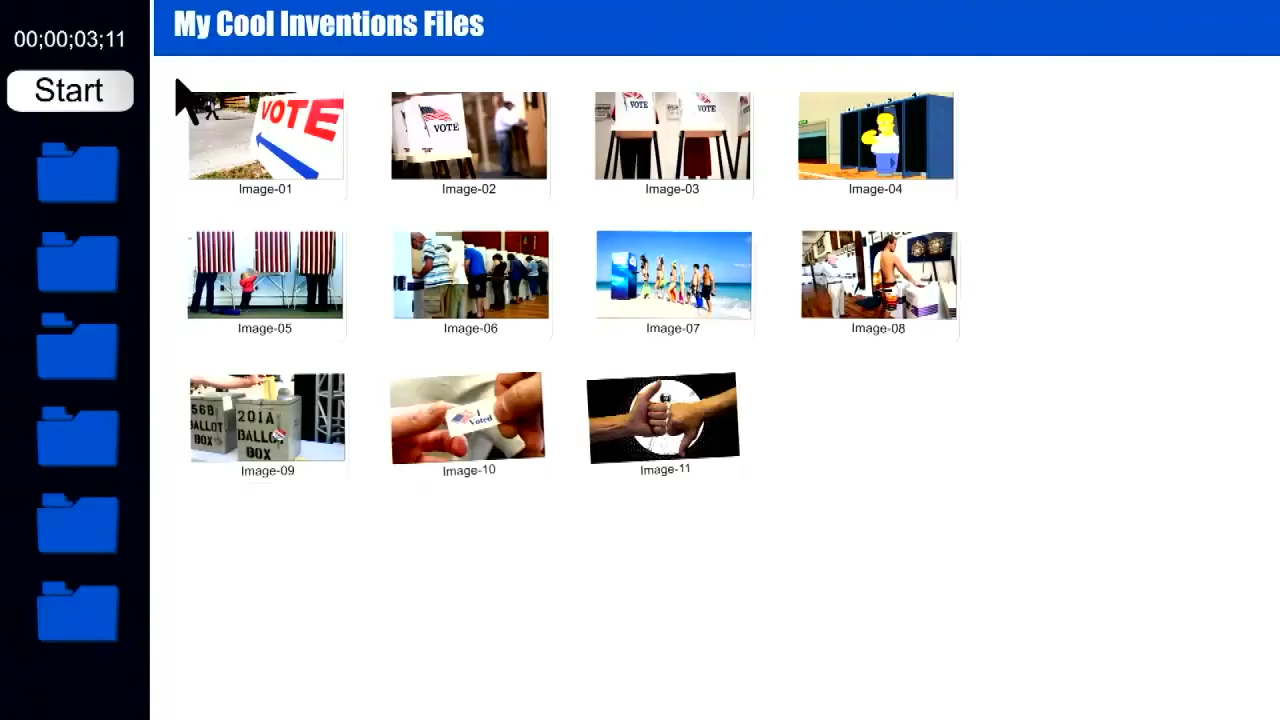 My Cool Inventions Files
00;00;03;11
Start
VOTE
VOTE
VOTE
VOTE
Image-01
Image-02
Image-03
Image-04
Image-05
Image-06
Image-07
Image-08
56B
BALLOT
BOX
201A
BALLOT
BOX
I
Voted
Image-09
Image-10
Image-11